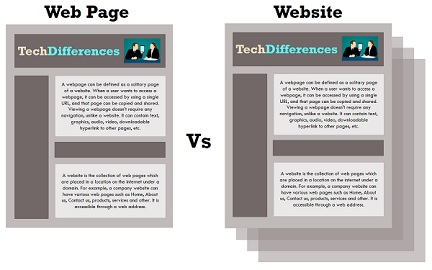 Web Page
TechDifferences
A webpage can be defined as a solitary page
of a website. When a user wants to access a
webpage, it can be accessed by using a single
URL, and that page can be copied and shared.
Viewing a webpage doesn't require any
navigation, unlike a website. It can contain text,
graphics, audio, video, downloadable
hyperlink to other pages, etc.
A website is the collection of web pages which
are placed in a location on the internet under a
domain. For example, a company website can
have various web pages such as Home, About
us, Contact us, products, services and other. It is
accessible through a web address.
Vs
Website
TechDifferences
A webpage can be defined as a solitary page
of a website. When a user wants to access a
webpage, it can be accessed by using a single
URL, and that page can be copied and shared.
Viewing a webpage doesn't require any
navigation, unlike a website. It can contain text,
graphics, audio, video, downloadable
hyperlink to other pages, etc.
A website is the collection of web pages which
are placed in a location on the internet under a
domain. For example, a company website can
have various web pages such as Home, About
us, Contact us, products, services and other. It is
accessible through a web address.